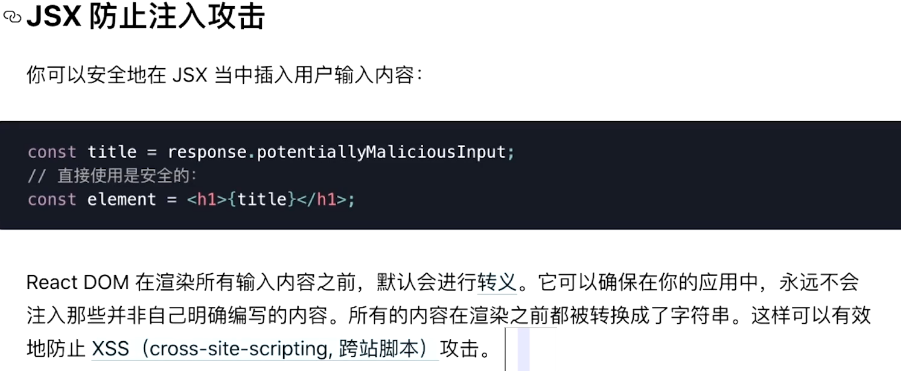 JSX 防止注入攻击
你可以安全地在 JSX 当中插入用户输入内容：
const title = response.potentiallyMaliciousInput;
// 直接使用是安全的：
const element = <h1>{title}</h1>;
React DOM 在渲染所有输入内容之前，默认会进行转义。它可以确保在你的应用中，永远不会
注入那些并非自己明确编写的内容。所有的内容在渲染之前都被转换成了字符串。这样可以有效
地防止 XSS（cross-site-scripting, 跨站脚本）攻击。